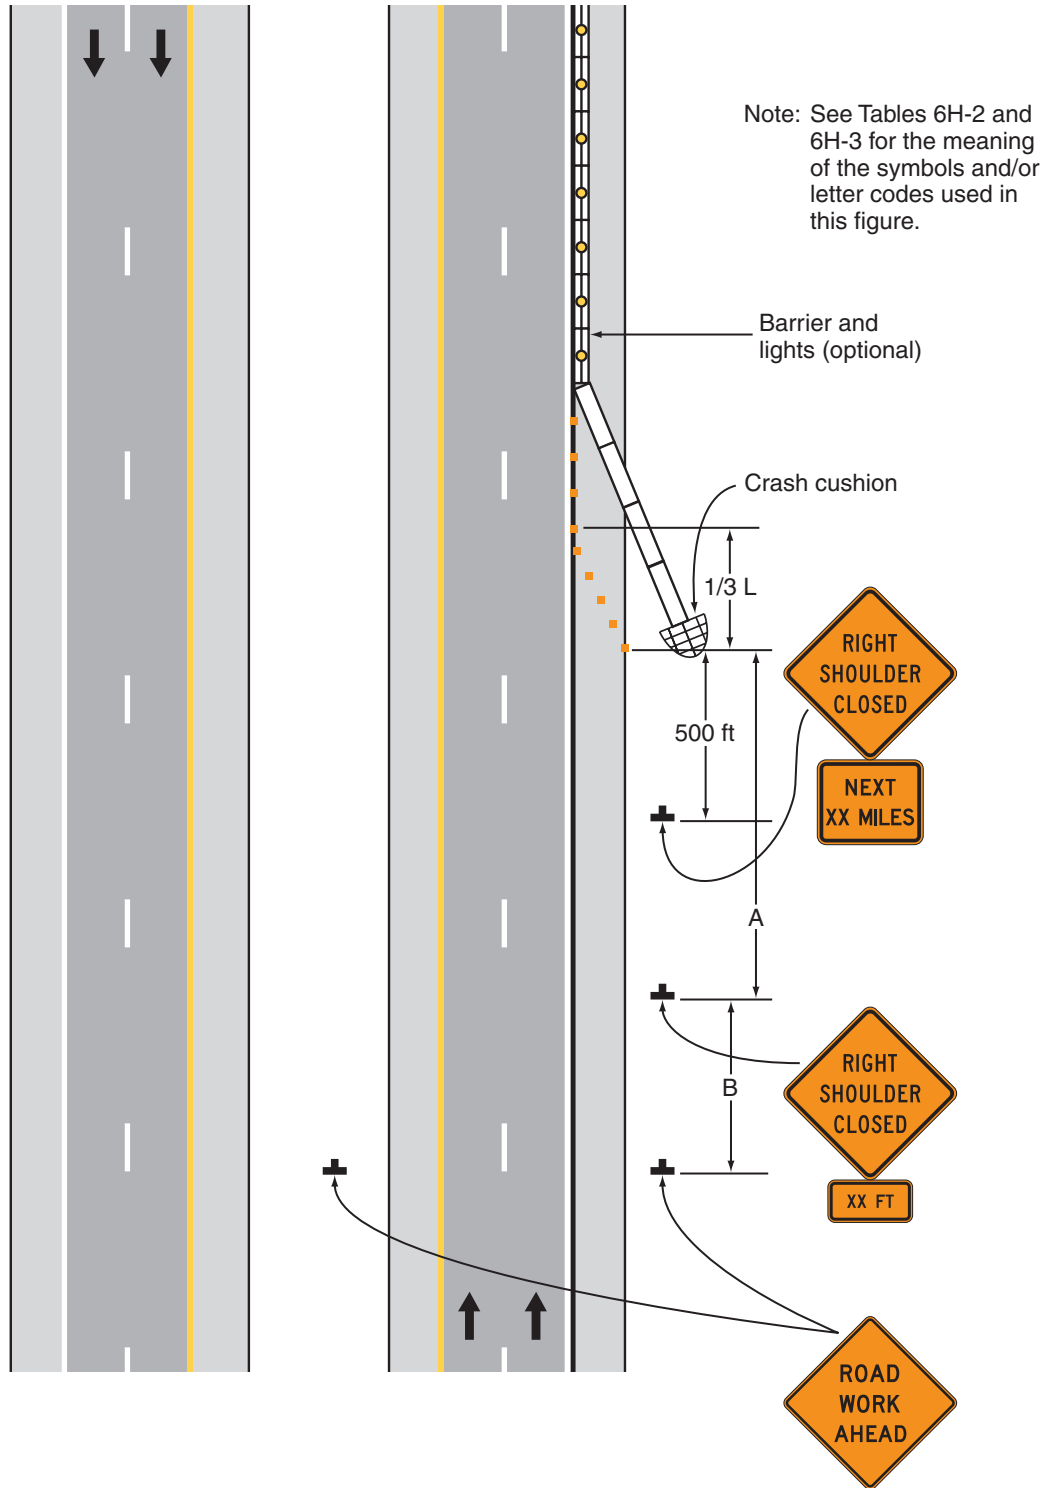 Note: See Tables 6H-2 and
6H-3 for the meaning
of the symbols and/or
letter codes used in
this figure.
Barrier and
lights (optional)
Crash cushion
1/3 L
RIGHT
SHOULDER
CLOSED
500 ft
NEXT
XX MILES
A
RIGHT
SHOULDER
CLOSED
B
XX FT
ROAD
WORK
AHEAD